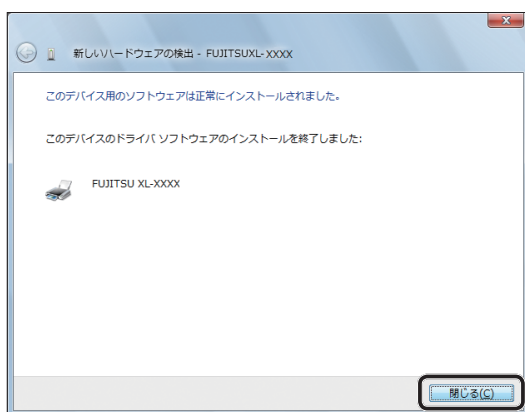 新しいハードウェアの検出 - FUJITSUXL-XXXX
このデバイス用のソフトウェアは正常にインストールされました。
このデバイスのドライバ ソフトウェアのインストールを終了しました:
FUJITSU XL-XXXX
閉じる(C)